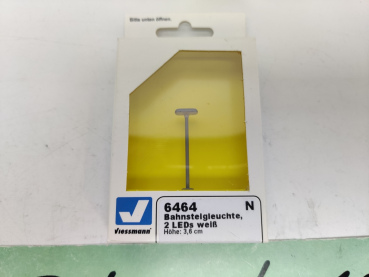 Bitte unten öffnen.
6464 N
Bahnsteigleuchte,
2 LEDs weiß
Höhe: 3,6 cm
Viessmann